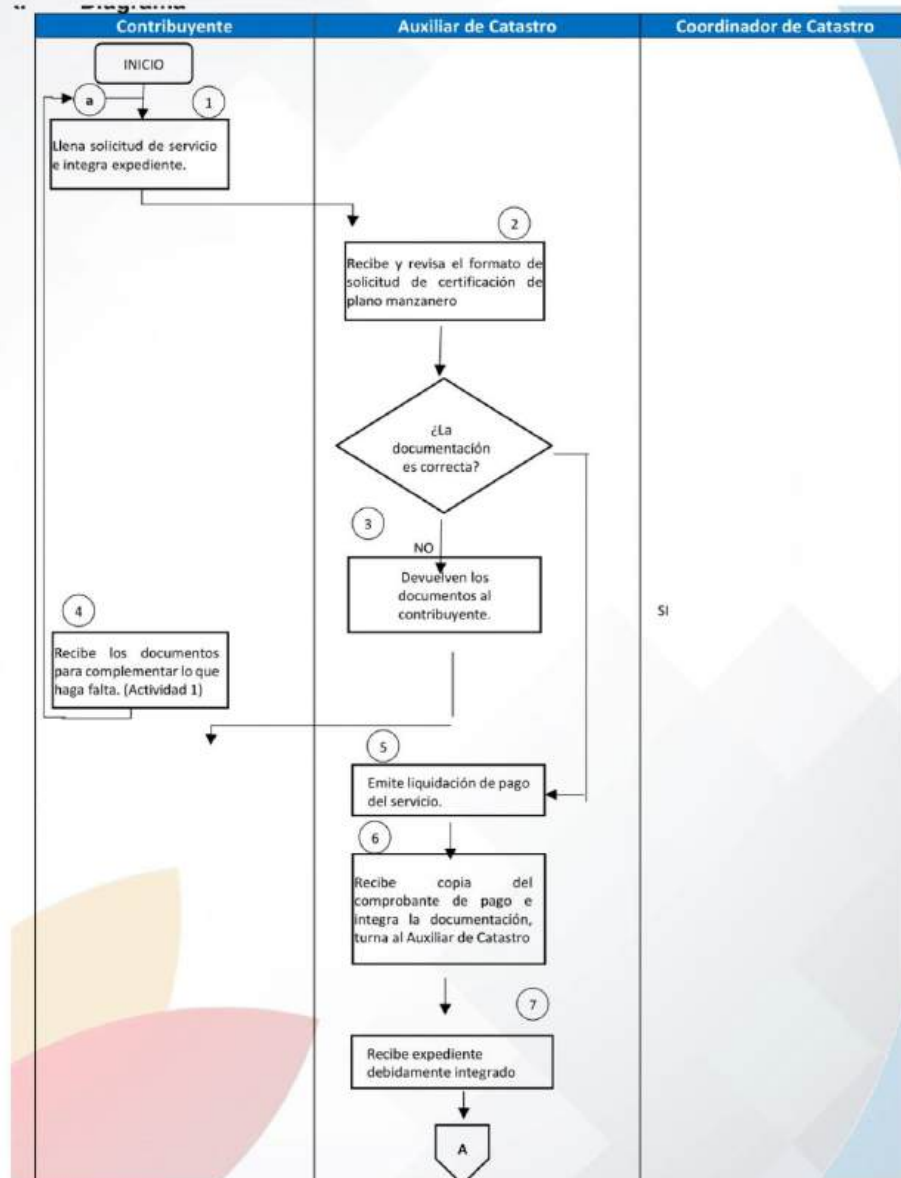 Contribuyente
Auxiliar de Catastro
Coordinador de Catastro
INICIO
a
1
Llena solicitud de servicio
e integra expediente.
2
Recibe y revisa el formato de
solicitud de certificación de
plano manzanero
¿La
documentación
es correcta?
3
NO
Devuelven los
documentos al
contribuyente.
SI
4
Recibe los documentos
para complementar lo que
haga falta. (Actividad 1)
5
Emite liquidación de pago
del servicio.
6
Recibe copia del
comprobante de pago e
integra la documentación,
turna al Auxiliar de Catastro
7
Recibe expediente
debidamente integrado
A